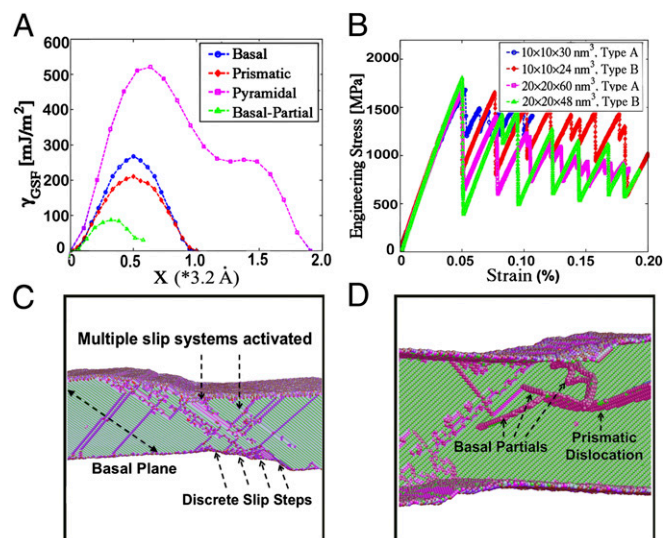 A
γGSF [mJ/m²]
600
500
400
300
200
100
0
0
0.5
1.0
1.5
2.0
X (*3.2 Å)
Basal
Prismatic
Pyramidal
Basal-Partial
B
Engineering Stress [MPa]
2000
1500
1000
500
0
0.00
0.05
0.10
0.15
0.20
Strain (%)
10×10×30 nm³, Type A
10×10×24 nm³, Type B
20×20×60 nm³, Type A
20×20×48 nm³, Type B
C
Multiple slip systems activated
Basal Plane
Discrete Slip Steps
D
Basal Partials
Prismatic
Dislocation